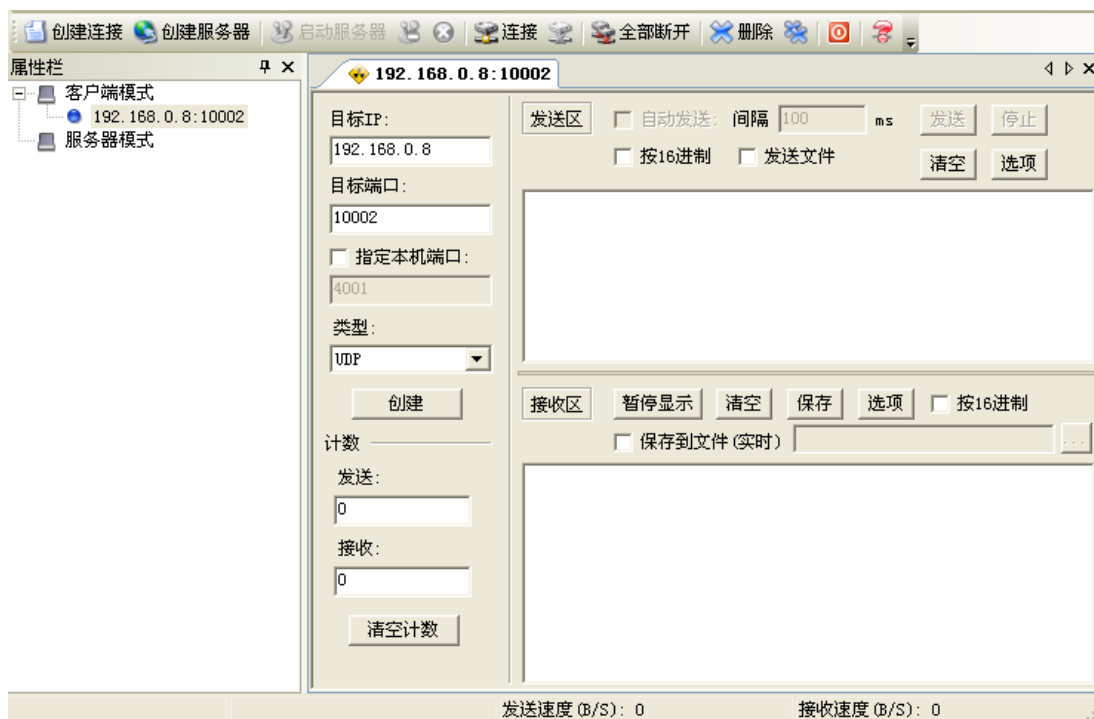 创建连接 创建服务器 启动服务器 连接 全部断开 删除
属性栏
客户端模式
192.168.0.8:10002
服务器模式
192.168.0.8:10002
目标IP:
192.168.0.8
目标端口:
10002
指定本机端口:
4001
类型:
UDP
创建
计数
发送:
0
接收:
0
清空计数
发送区 自动发送: 间隔 100 ms 发送 停止
按16进制 发送文件 清空 选项
接收区 暂停显示 清空 保存 选项 按16进制
保存到文件(实时) ...
发送速度(B/S): 0 接收速度(B/S): 0